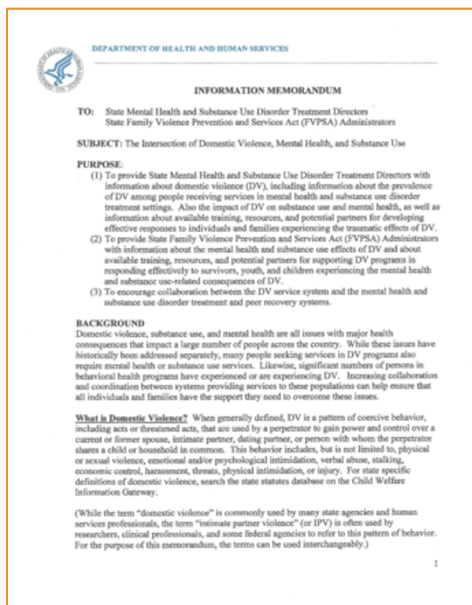 DEPARTMENT OF HEALTH AND HUMAN SERVICES
INFORMATION MEMORANDUM
TO: State Mental Health and Substance Use Disorder Treatment Directors
State Family Violence Prevention and Services Act (FVPSA) Administrators
SUBJECT: The Intersection of Domestic Violence, Mental Health, and Substance Use
PURPOSE:
(1) To provide State Mental Health and Substance Use Disorder Treatment Directors with
information about domestic violence (DV), including information about the prevalence
of DV among people receiving services in mental health and substance use disorder
treatment settings. Also the impact of DV on substance use and mental health, as well as
information about available training, resources, and potential partners for developing
effective responses to individuals and families experiencing the traumatic effects of DV.
(2) To provide State Family Violence Prevention and Services Act (FVPSA) Administrators
with information about the mental health and substance use effects of DV and about
available training, resources, and potential partners for supporting DV programs in
responding effectively to survivors, youth, and children experiencing the mental health
and substance use-related consequences of DV.
(3) To encourage collaboration between the DV service system and the mental health and
substance use disorder treatment and peer recovery systems.
BACKGROUND
Domestic violence, substance use, and mental health are all issues with major health
consequences that impact a large number of people across the country. While these issues have
historically been addressed separately, many people seeking services in DV programs also
require mental health or substance use services. Likewise, significant numbers of persons in
behavioral health programs have experienced or are experiencing DV. Increasing collaboration
and coordination between systems providing services to these populations can help ensure that
all individuals and families have the support they need to overcome these issues.
What is Domestic Violence? When generally defined, DV is a pattern of coercive behavior,
including acts or threatened acts, that are used by a perpetrator to gain power and control over a
current or former spouse, intimate partner, dating partner, or person with whom the perpetrator
shares a child or household in common. This behavior includes, but is not limited to, physical
or sexual violence, emotional and/or psychological intimidation, verbal abuse, stalking,
economic control, harassment, threats, physical intimidation, or injury. For state specific
definitions of domestic violence, search the state statutes database on the Child Welfare
Information Gateway.
(While the term “domestic violence” is commonly used by many state agencies and human
services professionals, the term “intimate partner violence” (or IPV) is often used by
researchers, clinical professionals, and some federal agencies to refer to this pattern of behavior.
For the purpose of this memorandum, the terms can be used interchangeably.)
1